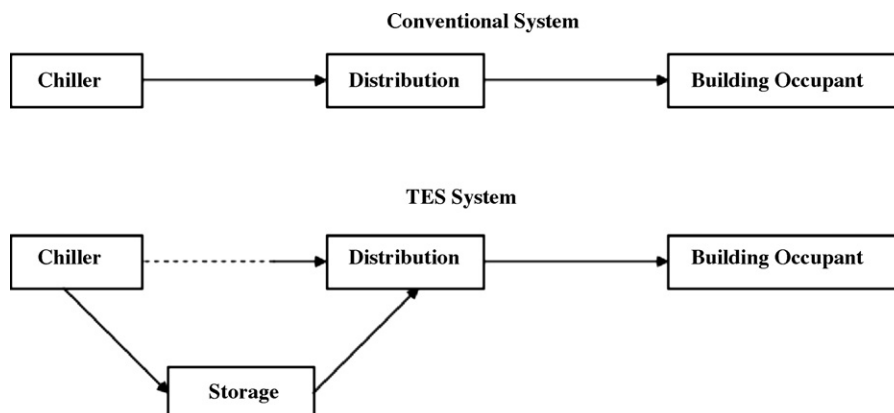 Conventional System
Chiller Distribution Building Occupant
TES System
Chiller Distribution Building Occupant
Storage